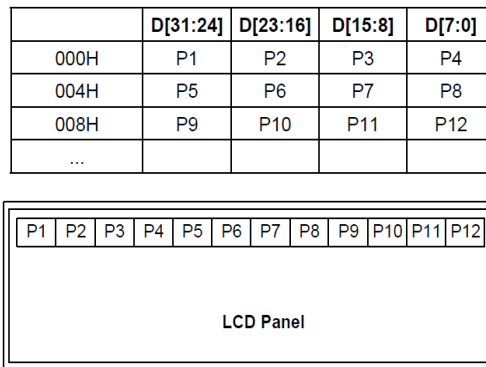 D[31:24] D[23:16] D[15:8] D[7:0]
000H P1 P2 P3 P4
004H P5 P6 P7 P8
008H P9 P10 P11 P12
...
P1 P2 P3 P4 P5 P6 P7 P8 P9 P10 P11 P12
LCD Panel